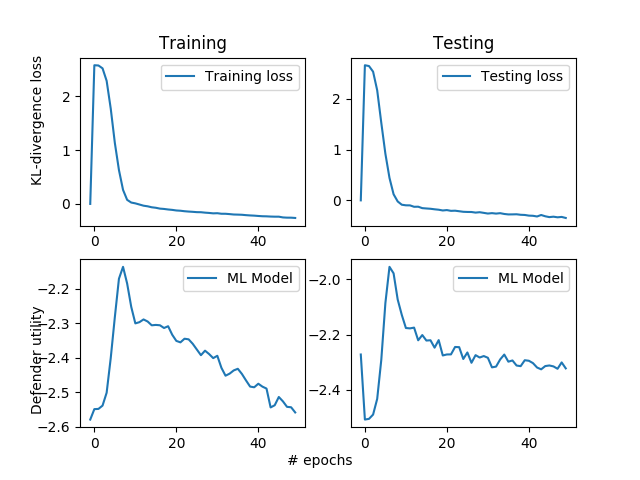 Training
Testing
KL-divergence loss
Training loss
Testing loss
2
1
0
2
1
0
0
20
40
0
20
40
Defender utility
ML Model
ML Model
−2.2
−2.3
−2.4
−2.5
−2.6
−2.0
−2.2
−2.4
0
20
40
0
20
40
# epochs